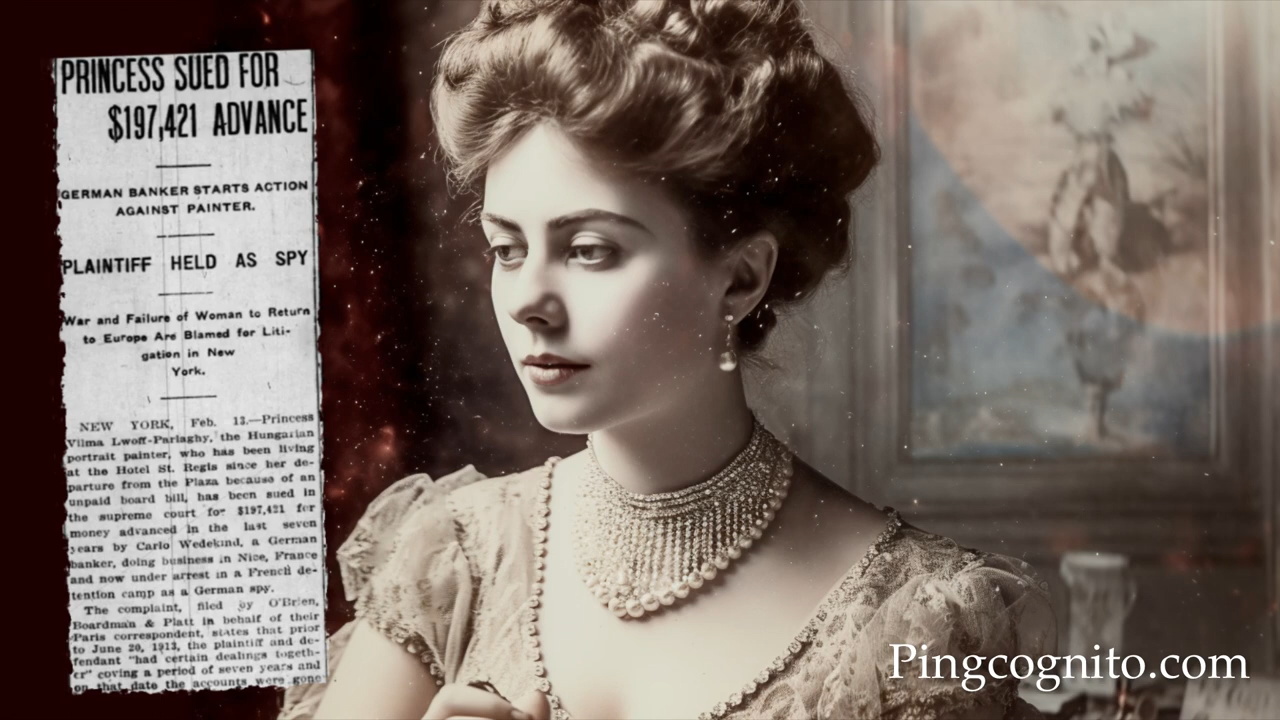 PRINCESS SUED FOR
$197,421 ADVANCE
GERMAN BANKER STARTS ACTION
AGAINST PAINTER.
PLAINTIFF HELD AS SPY
War and Failure of Woman to Return
to Europe Are Blamed for Liti-
gation in New
York.
NEW YORK, Feb. 13.—Princess
Vilma Lwoff-Parlaghy, the Hungarian
portrait painter, who has been living
at the Hotel St. Regis since her de-
parture from the Plaza because of an
unpaid board bill, has been sued in
the supreme court for $197,421 for
money advanced in the last seven
years by Carlo Wedekind, a German
banker, doing business in Nice, France
and now under arrest in a French de-
tention camp as a German spy.
The complaint, filed by O'Brien,
Boardman & Platt in behalf of their
Paris correspondent, states that prior
to June 20, 1913, the plaintiff and de-
fendant "had certain dealings togeth-
er" coving a period of seven years and
on that date the accounts were gone
Pingcognito.com